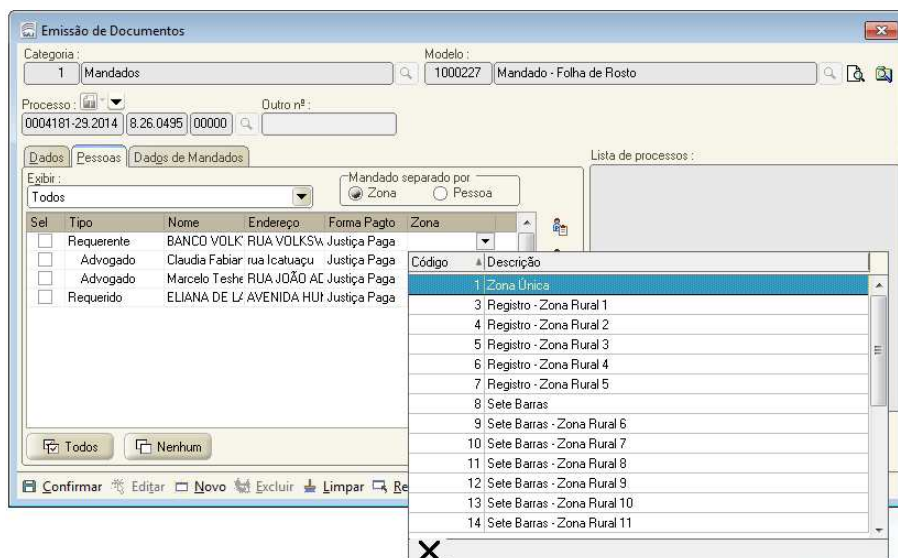 Emissão de Documentos
Categoria : Modelo :
1 Mandados 1000227 Mandado - Folha de Rosto
Processo : Outro nº :
0004181-29.2014 8.26.0495 00000
Dados Pessoas Dados de Mandados Lista de processos :
Exibir : Mandado separado por
Todos Zona Pessoa
Sel Tipo Nome Endereço Forma Pagto Zona
Requerente BANCO VOLK RUA VOLKSW Justiça Paga
Advogado Claudia Fabiar rua Icatuaçu Justiça Paga
Advogado Marcelo Teshe RUA JOÃO AD Justiça Paga
Requerido ELIANA DE LA AVENIDA HUM Justiça Paga
Código Descrição
1 Zona Única
3 Registro - Zona Rural 1
4 Registro - Zona Rural 2
5 Registro - Zona Rural 3
6 Registro - Zona Rural 4
7 Registro - Zona Rural 5
8 Sete Barras
9 Sete Barras - Zona Rural 6
10 Sete Barras - Zona Rural 7
11 Sete Barras - Zona Rural 8
12 Sete Barras - Zona Rural 9
13 Sete Barras - Zona Rural 10
14 Sete Barras - Zona Rural 11
Todos Nenhum
Confirmar Editar Novo Excluir Limpar Re